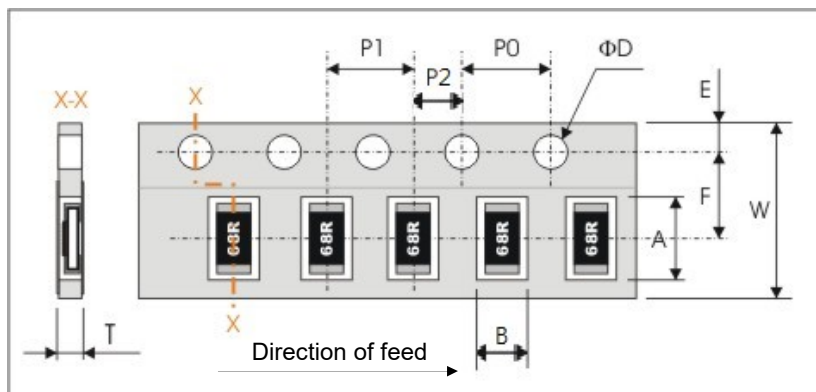 P1
P0
ΦD
P2
E
X-X
X
F
W
A
68R
68R
68R
68R
68R
X
T
B
Direction of feed